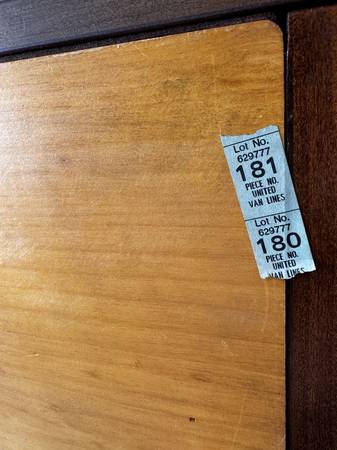 Lot No.
629777
181
PIECE NO.
UNITED
VAN LINES
Lot No.
629777
180
PIECE NO.
UNITED
VAN LINES